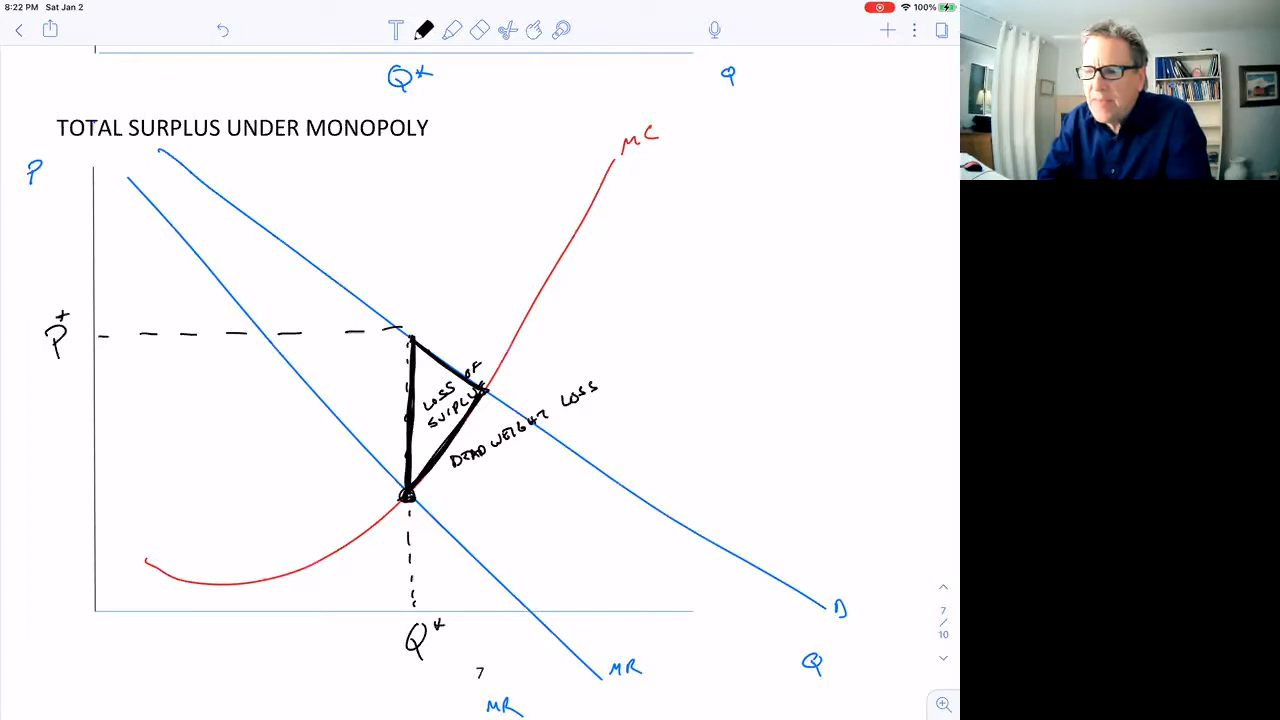 8:22 PM Sat Jan 2
100%
Q*
Q
TOTAL SURPLUS UNDER MONOPOLY
MC
P
P*
LOSS OF
SURPLUS
DEADWEIGHT LOSS
D
Q*
Q
MR
7
MR
7
/
10